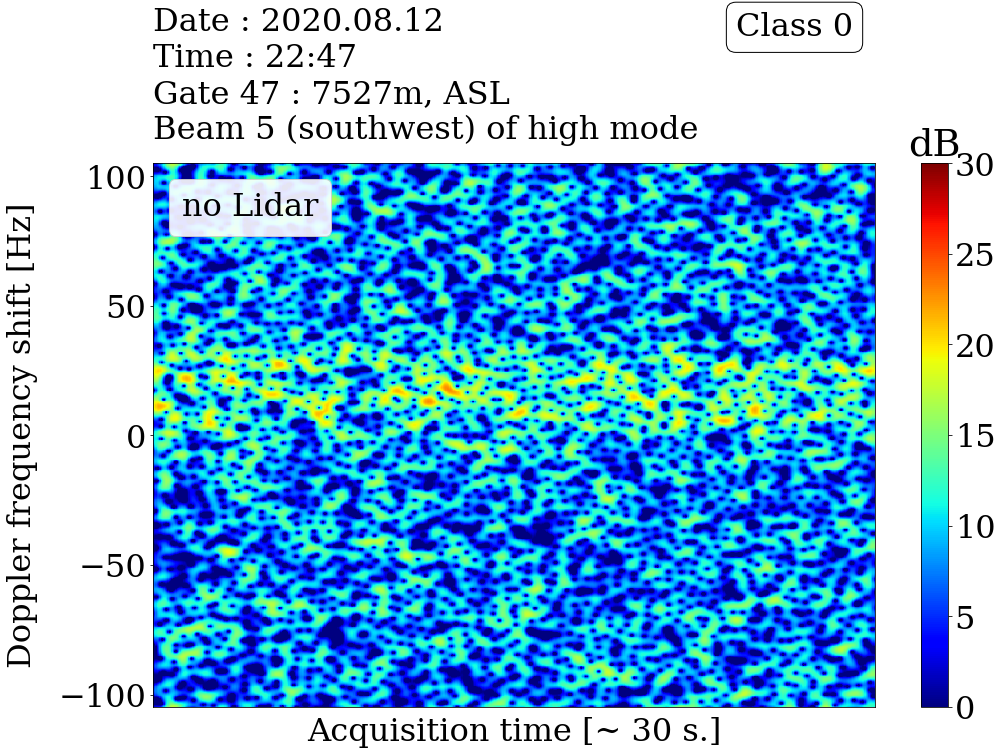 Date : 2020.08.12
Class 0
Time : 22:47
Gate 47 : 7527m, ASL
Beam 5 (southwest) of high mode
dB
no Lidar
100
50
0
−50
−100
Doppler frequency shift [Hz]
Acquisition time [~ 30 s.]
30
25
20
15
10
5
0